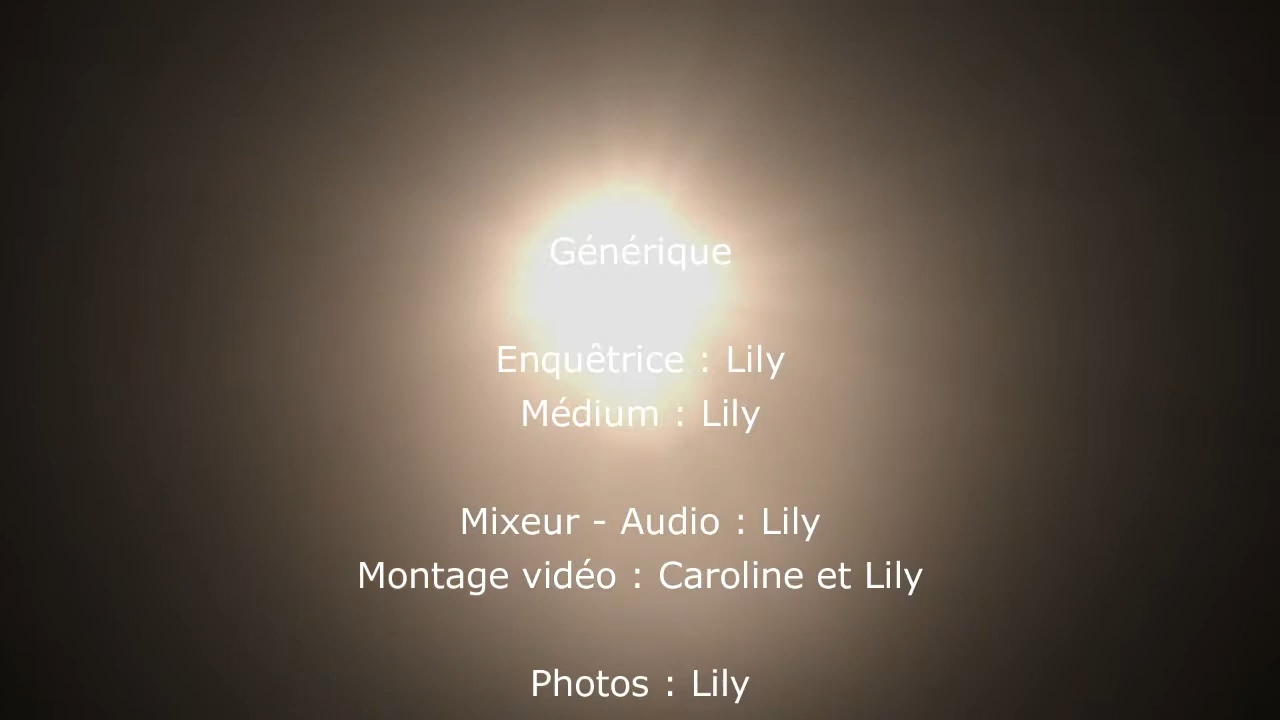 Générique
Enquêtrice : Lily
Médium : Lily
Mixeur - Audio : Lily
Montage vidéo : Caroline et Lily
Photos : Lily